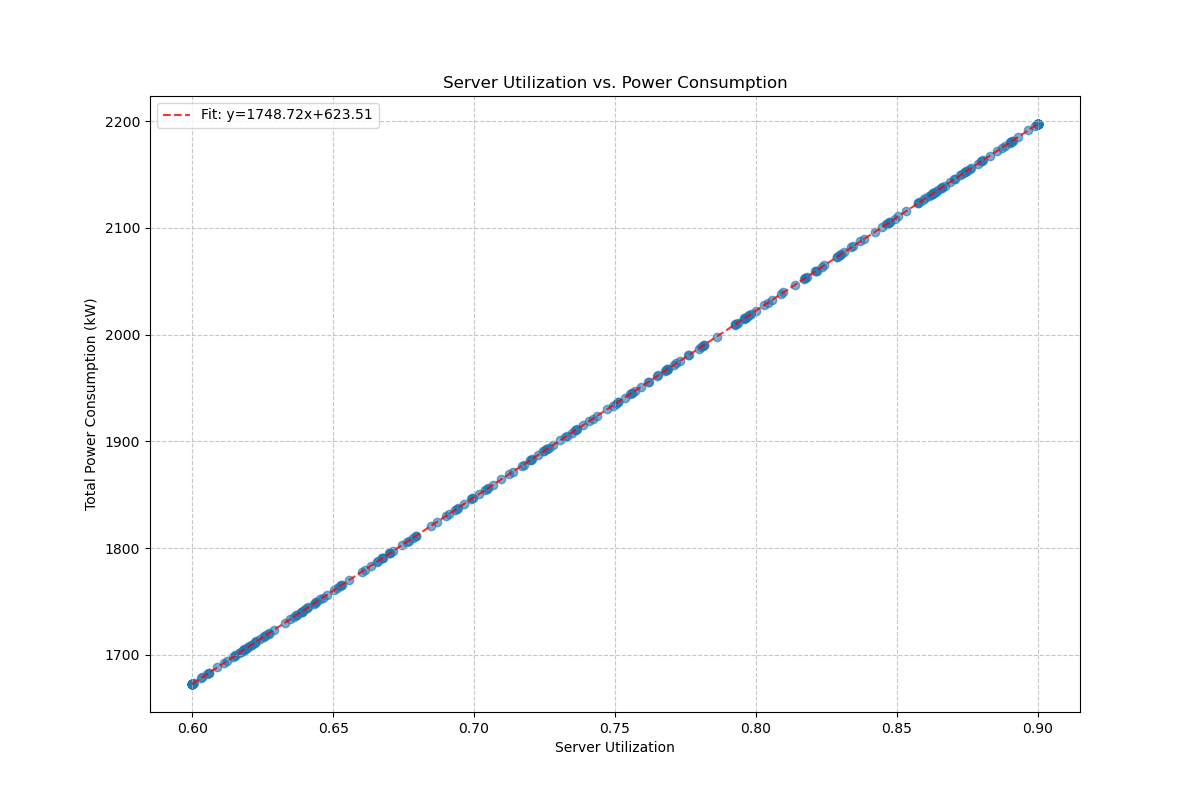 Server Utilization vs. Power Consumption
Fit: y=1748.72x+623.51
Total Power Consumption (kW)
2200
2100
2000
1900
1800
1700
0.60 0.65 0.70 0.75 0.80 0.85 0.90
Server Utilization